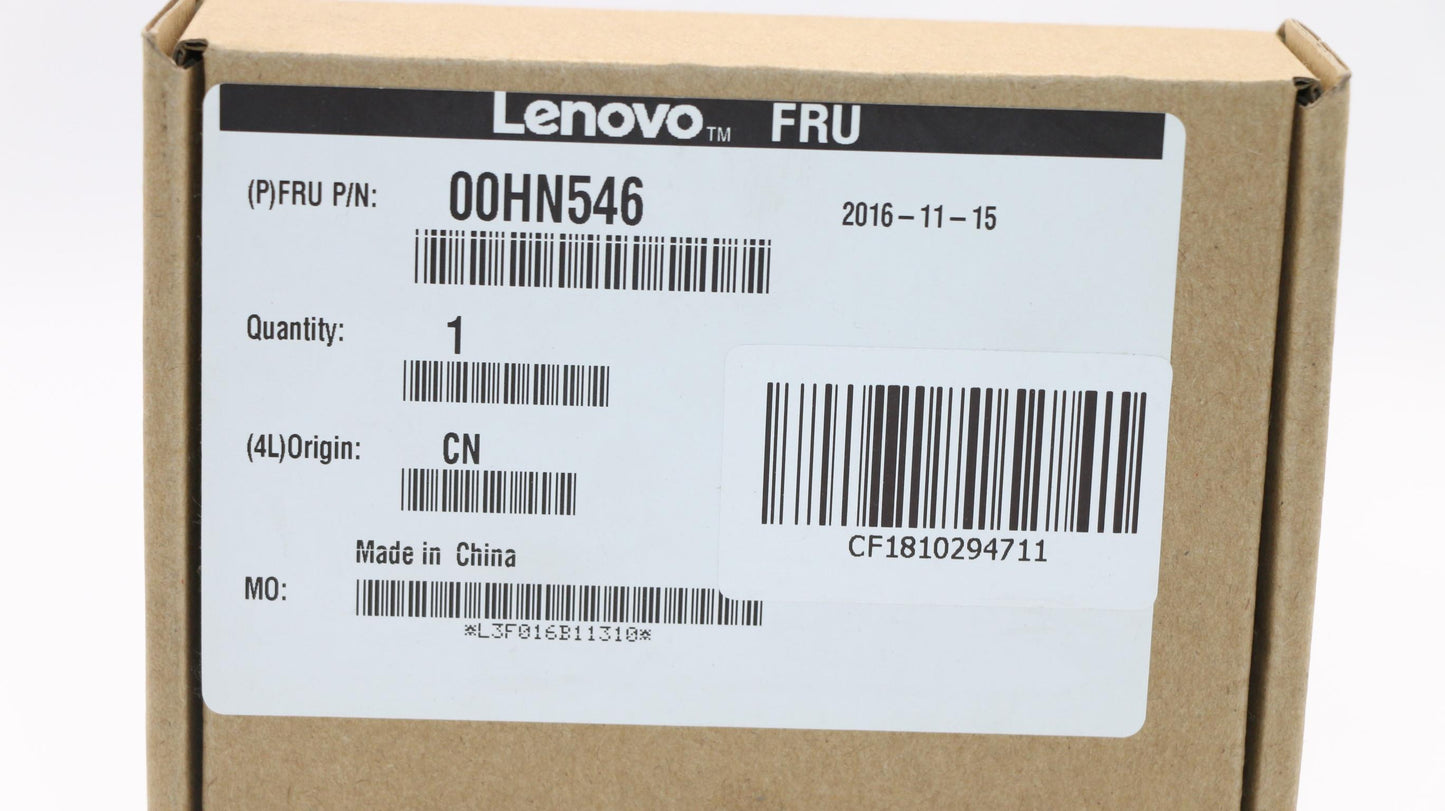 Lenovo™ FRU
(P)FRU P/N: 00HN546 2016-11-15
Quantity: 1
(4L)Origin: CN
Made in China
MO:
*L3F016B11310*
CF1810294711